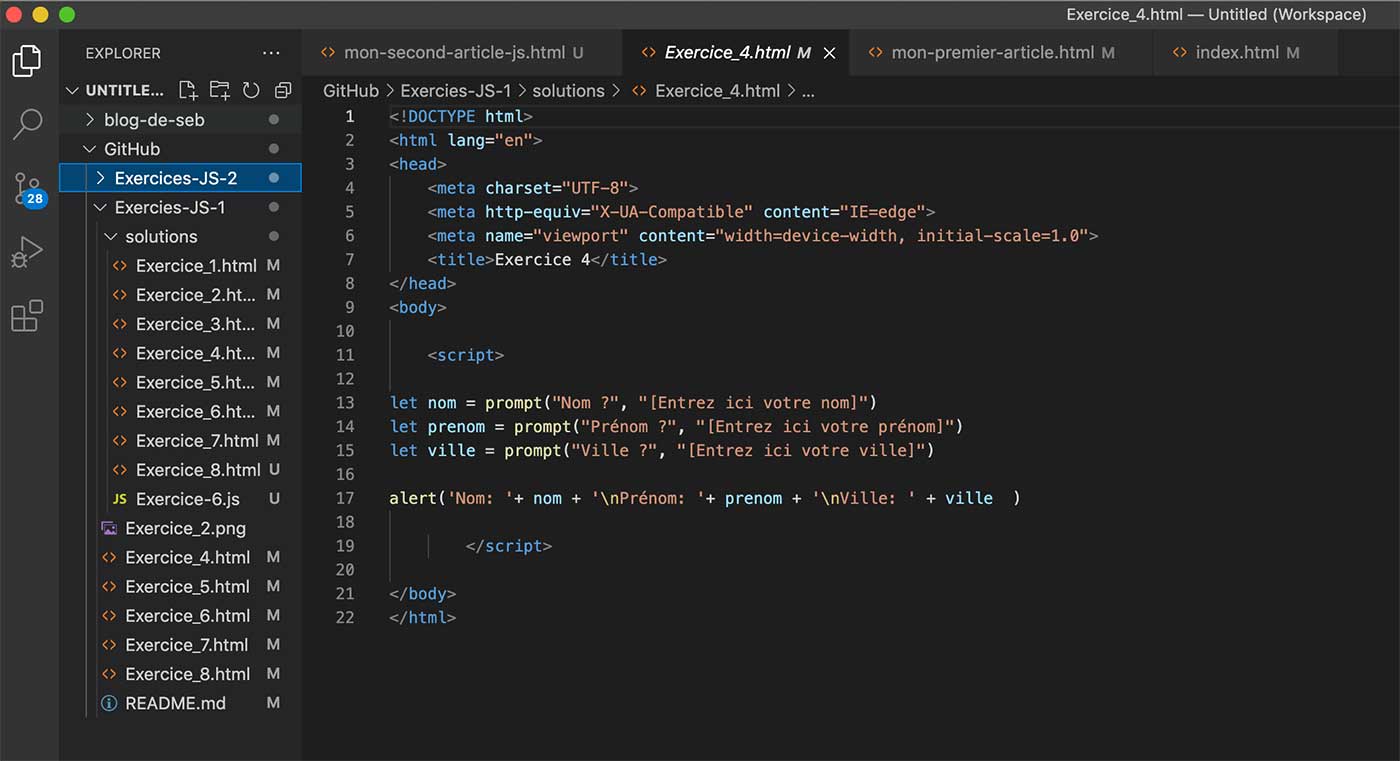 Exercice_4.html — Untitled (Workspace)
EXPLORER ...
mon-second-article-js.html U
Exercice_4.html M
mon-premier-article.html M
index.html M
UNTITLE...
blog-de-seb
GitHub
Exercices-JS-2
Exercies-JS-1
solutions
Exercice_1.html M
Exercice_2.ht... M
Exercice_3.ht... M
Exercice_4.ht... M
Exercice_5.ht... M
Exercice_6.ht... M
Exercice_7.html M
Exercice_8.html U
JS Exercice-6.js U
Exercice_2.png
Exercice_4.html M
Exercice_5.html M
Exercice_6.html M
Exercice_7.html M
Exercice_8.html M
README.md M
28
GitHub > Exercies-JS-1 > solutions > <> Exercice_4.html > ...
1 <!DOCTYPE html>
2 <html lang="en">
3 <head>
4 <meta charset="UTF-8">
5 <meta http-equiv="X-UA-Compatible" content="IE=edge">
6 <meta name="viewport" content="width=device-width, initial-scale=1.0">
7 <title>Exercice 4</title>
8 </head>
9 <body>
10
11 <script>
12
13 let nom = prompt("Nom ?", "[Entrez ici votre nom]")
14 let prenom = prompt("Prénom ?", "[Entrez ici votre prénom]")
15 let ville = prompt("Ville ?", "[Entrez ici votre ville]")
16
17 alert('Nom: '+ nom + '\nPrénom: '+ prenom + '\nVille: ' + ville  )
18
19 </script>
20
21 </body>
22 </html>